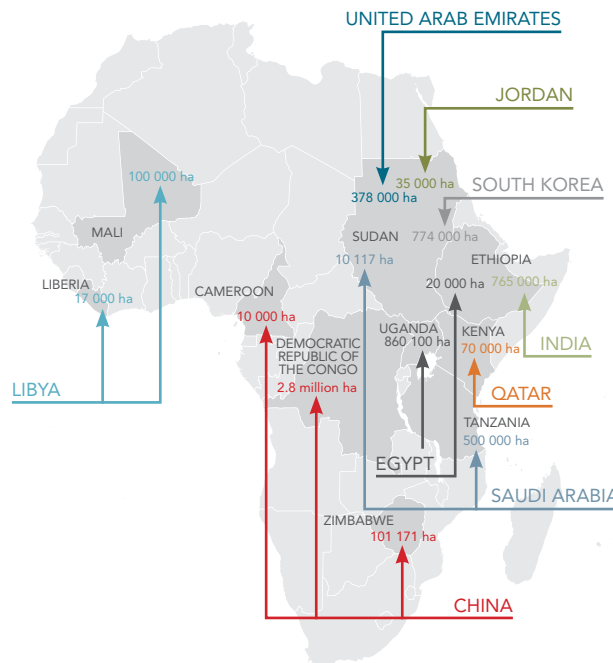 UNITED ARAB EMIRATES
JORDAN
100 000 ha
35 000 ha
378 000 ha
SOUTH KOREA
MALI
SUDAN
774 000 ha
10 117 ha
ETHIOPIA
LIBERIA
17 000 ha
CAMEROON
20 000 ha
765 000 ha
10 000 ha
UGANDA
860 100 ha
KENYA
70 000 ha
INDIA
DEMOCRATIC
REPUBLIC OF
THE CONGO
2.8 million ha
LIBYA
QATAR
TANZANIA
500 000 ha
EGYPT
SAUDI ARABIA
ZIMBABWE
101 171 ha
CHINA